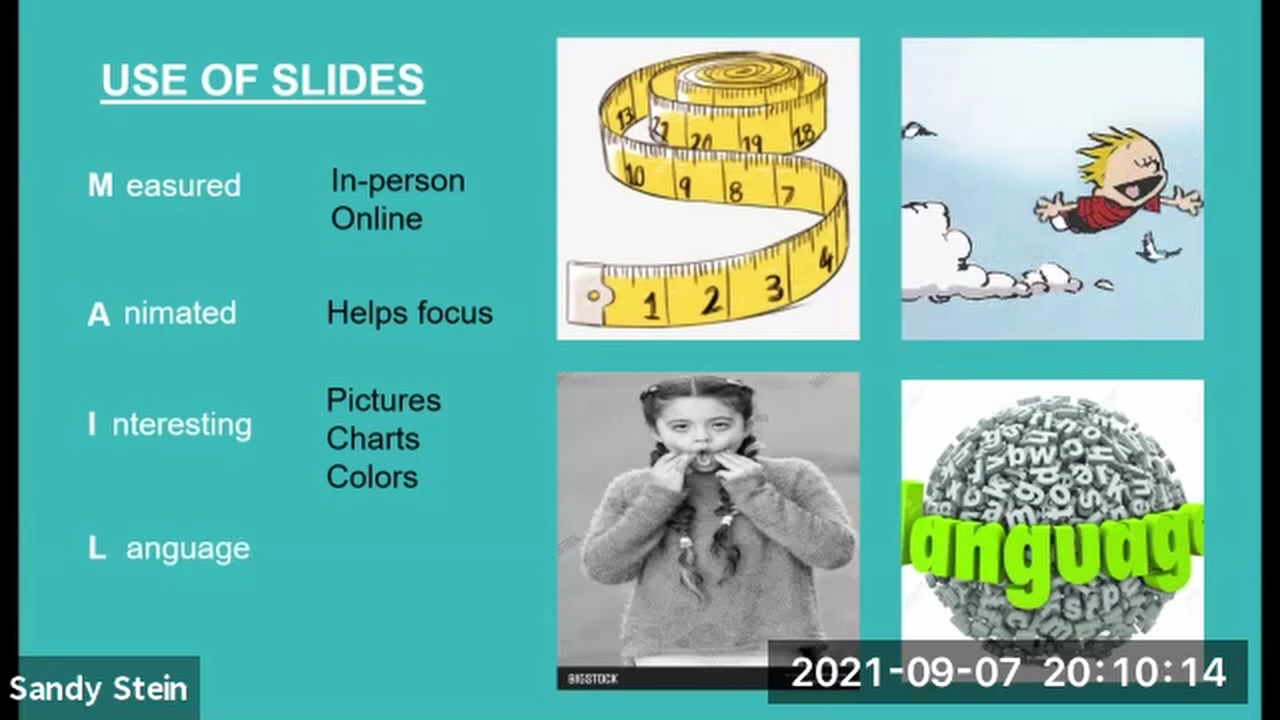 USE OF SLIDES
M easured
In-person
Online
A nimated
Helps focus
I nteresting
Pictures
Charts
Colors
L anguage
13
21 20 19 18
10 9 8 7
1 2 3 4
language
BIGSTOCK
Sandy Stein
2021-09-07 20:10:14